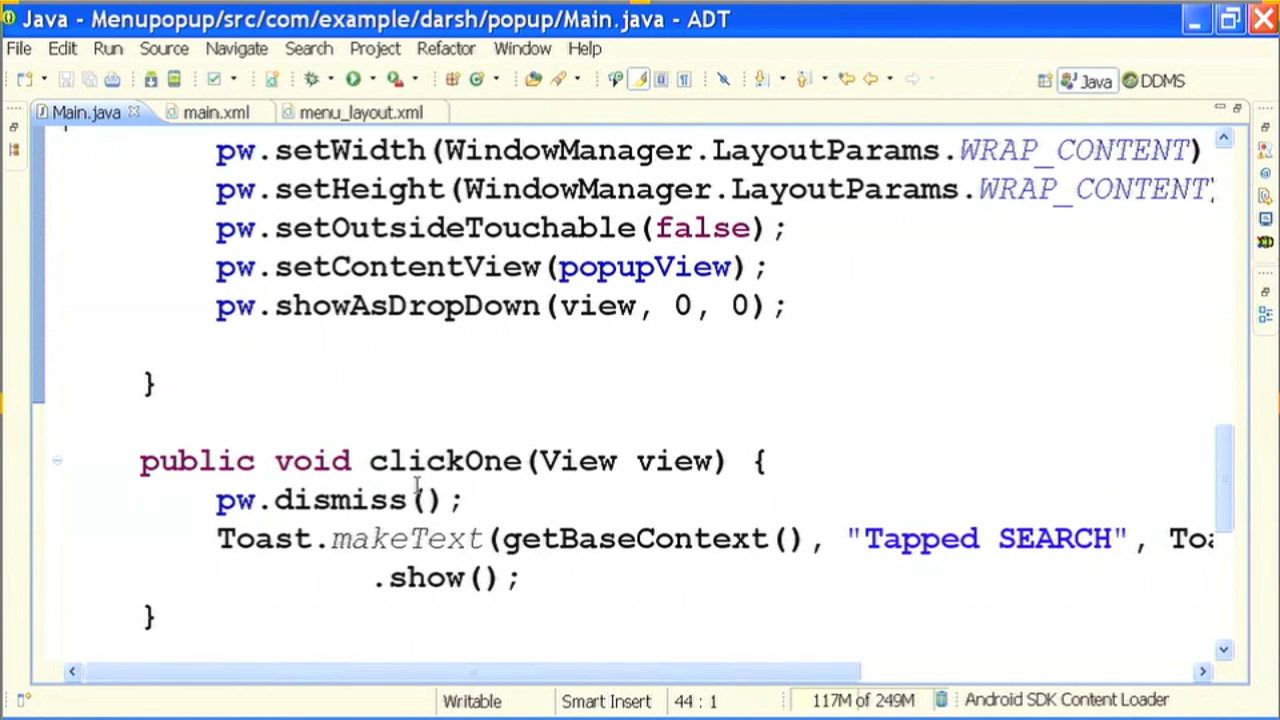 Java - Menupopup/src/com/example/darsh/popup/Main.java - ADT
File Edit Run Source Navigate Search Project Refactor Window Help
Java DDMS
Main.java main.xml menu_layout.xml
pw.setWidth(WindowManager.LayoutParams.WRAP_CONTENT)
pw.setHeight(WindowManager.LayoutParams.WRAP_CONTENT)
pw.setOutsideTouchable(false);
pw.setContentView(popupView);
pw.showAsDropDown(view, 0, 0);
}
public void clickOne(View view) {
pw.dismiss();
Toast.makeText(getBaseContext(), "Tapped SEARCH", Toa
.show();
}
Writable Smart Insert 44 : 1 117M of 249M Android SDK Content Loader